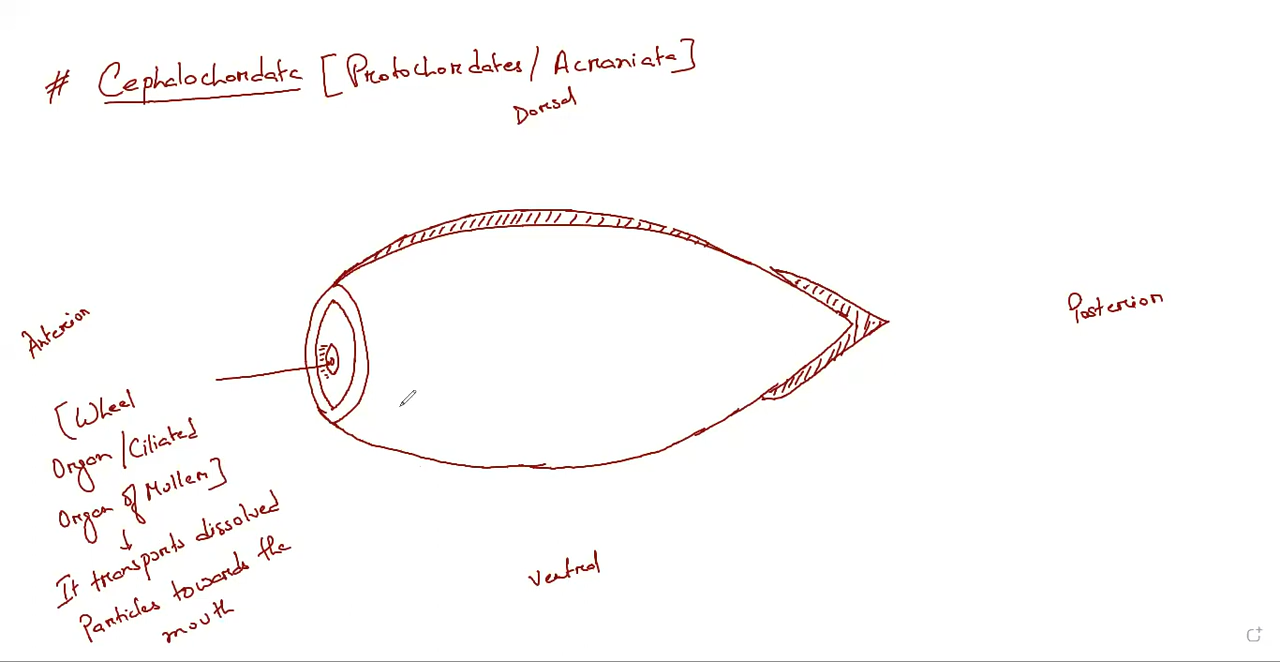 # Cephalochordata [Protochordates/ Acraniata]
Dorsal
Anterior
Posterior
[Wheel
Organ/Ciliated
Organ of Muller]
↓
It transports dissolved
Particles towards the
mouth
Ventral